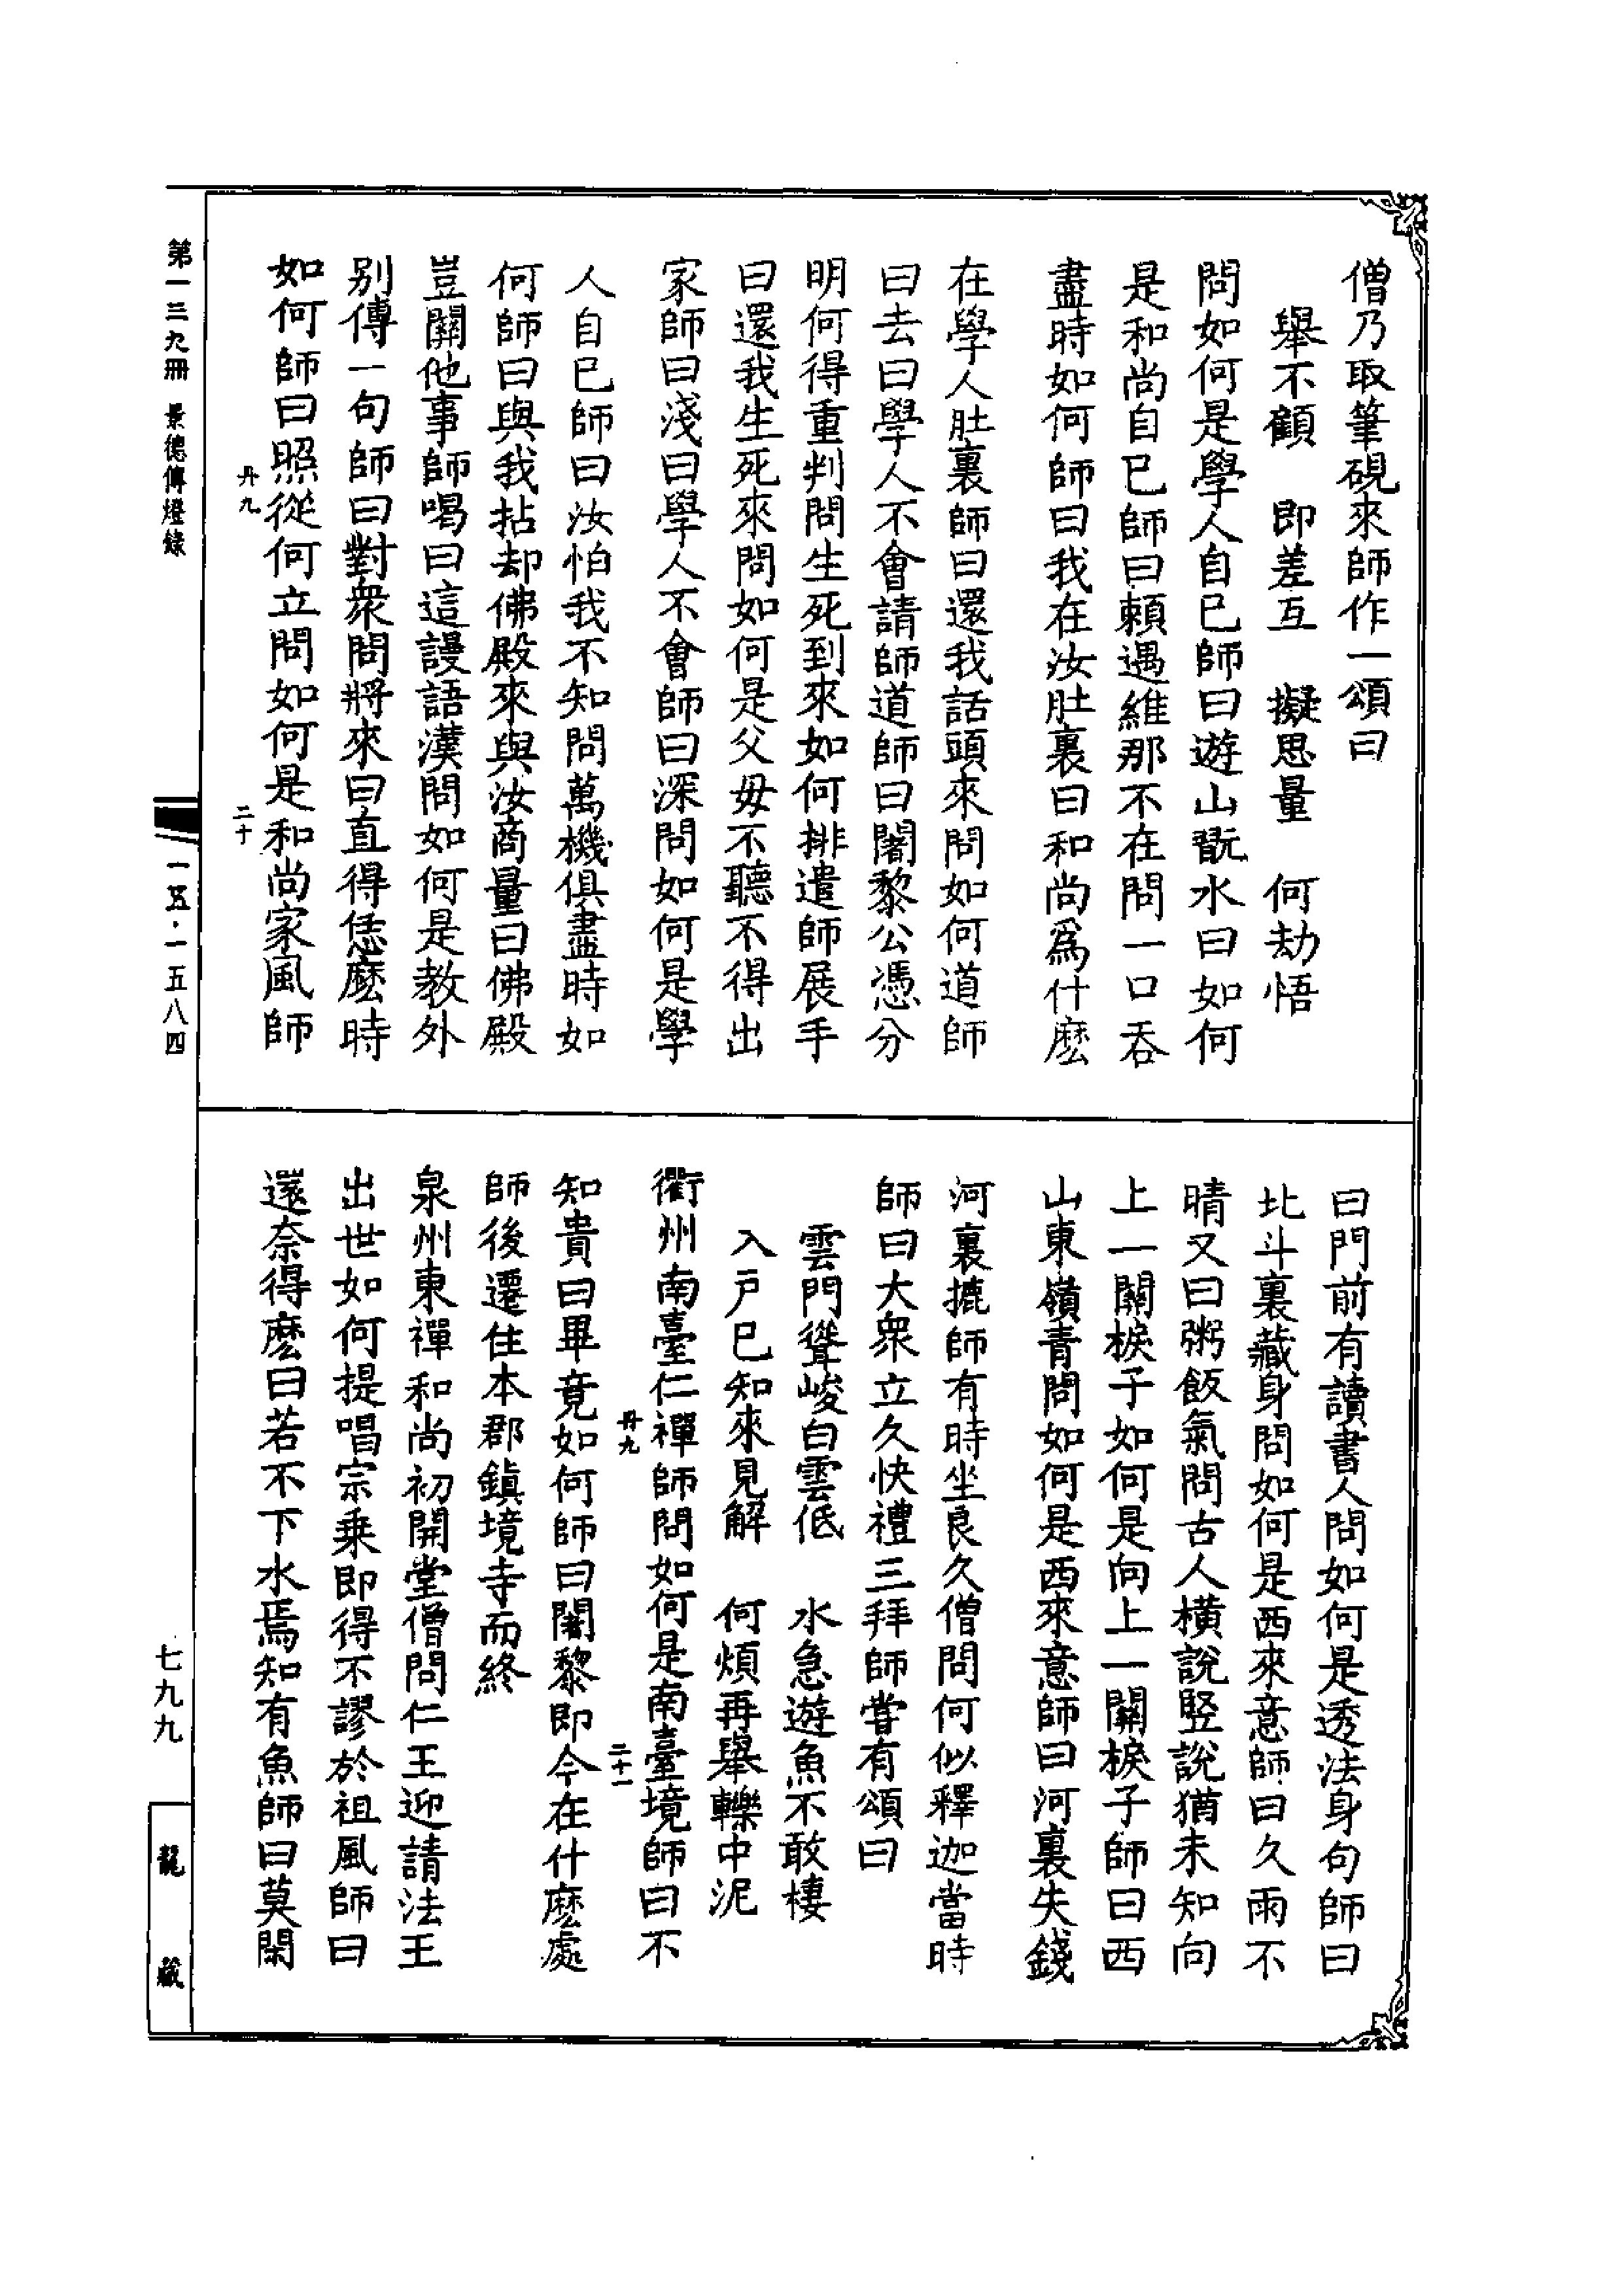 僧乃取筆硯來師作一頌曰
舉不顧　即差互　擬思量　何劫悟
問如何是學人自已師曰遊山翫水曰如何
是和尚自已師曰賴遇維那不在問一口吞
盡時如何師曰我在汝肚裏曰和尚爲什麽
在學人肚裏師曰還我話頭來問如何道師
曰去曰學人不會請師道師曰闍黎公憑分
明何得重判問生死到來如何排遣師展手
曰還我生死來問如何是父毋不聽不得出
家師曰淺曰學人不會師曰深問如何是學
人自已師曰汝怕我不知問萬機俱盡時如
何師曰與我拈却佛殿來與汝商量曰佛殿
豈關他事師喝曰這謾語漢問如何是教外
别傳一句師曰對衆問將來曰直得恁麽時
如何師曰照從何立問如何是和尚家風師
曰門前有讀書人問如何是透法身句師曰
北斗裏藏身問如何是西來意師曰久雨不
晴又曰粥飯氣問古人橫說竪說猶未知向
上一關棙子如何是向上一關棙子師曰西
山東嶺青問如何是西來意師曰河裏失錢
河裏摝師有時坐良久僧問何似釋迦當時
師曰大衆立久快禮三拜師嘗有頌曰
雲門聳峻白雲低　水急遊魚不敢棲
入戸已知來見解　何煩再舉轢中泥
衢州南臺仁禪師問如何是南臺境師曰不
知貴曰畢竟如何師曰闍黎即今在什麽處
師後遷住本郡鎮境寺而終
泉州東禪和尚初開堂僧問仁王迎請法王
出世如何提唱宗乗即得不謬於祖風師曰
還奈得麽曰若不下水焉知有魚師曰莫閑
丹九
二十
丹九
二十一
第一三九冊　景德傳燈錄
一五·一五八四
七九九
龍藏